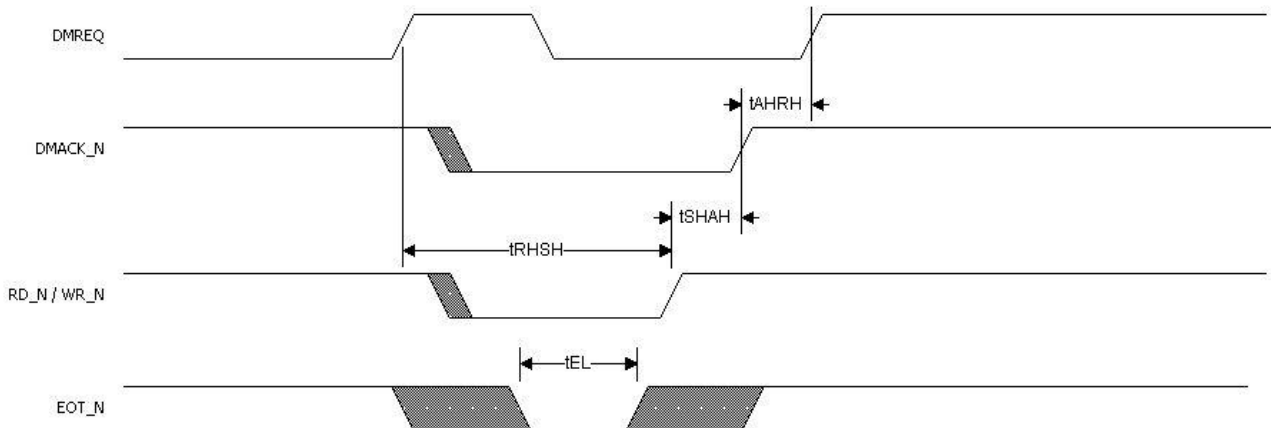 DMREQ
tAHRH
DMACK_N
tSHAH
tRHSH
RD_N / WR_N
tEL
EOT_N